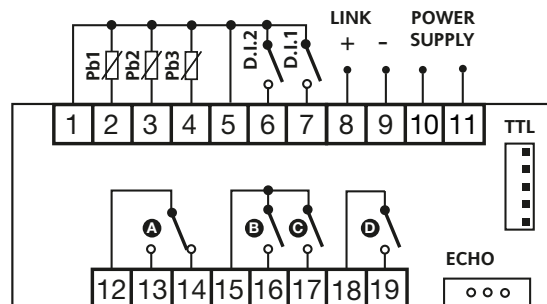 LINK POWER SUPPLY
+ -
Pb1 Pb2 Pb3 D.I.2 D.I.1
1 2 3 4 5 6 7 8 9 10 11
TTL
A B C D
ECHO
12 13 14 15 16 17 18 19